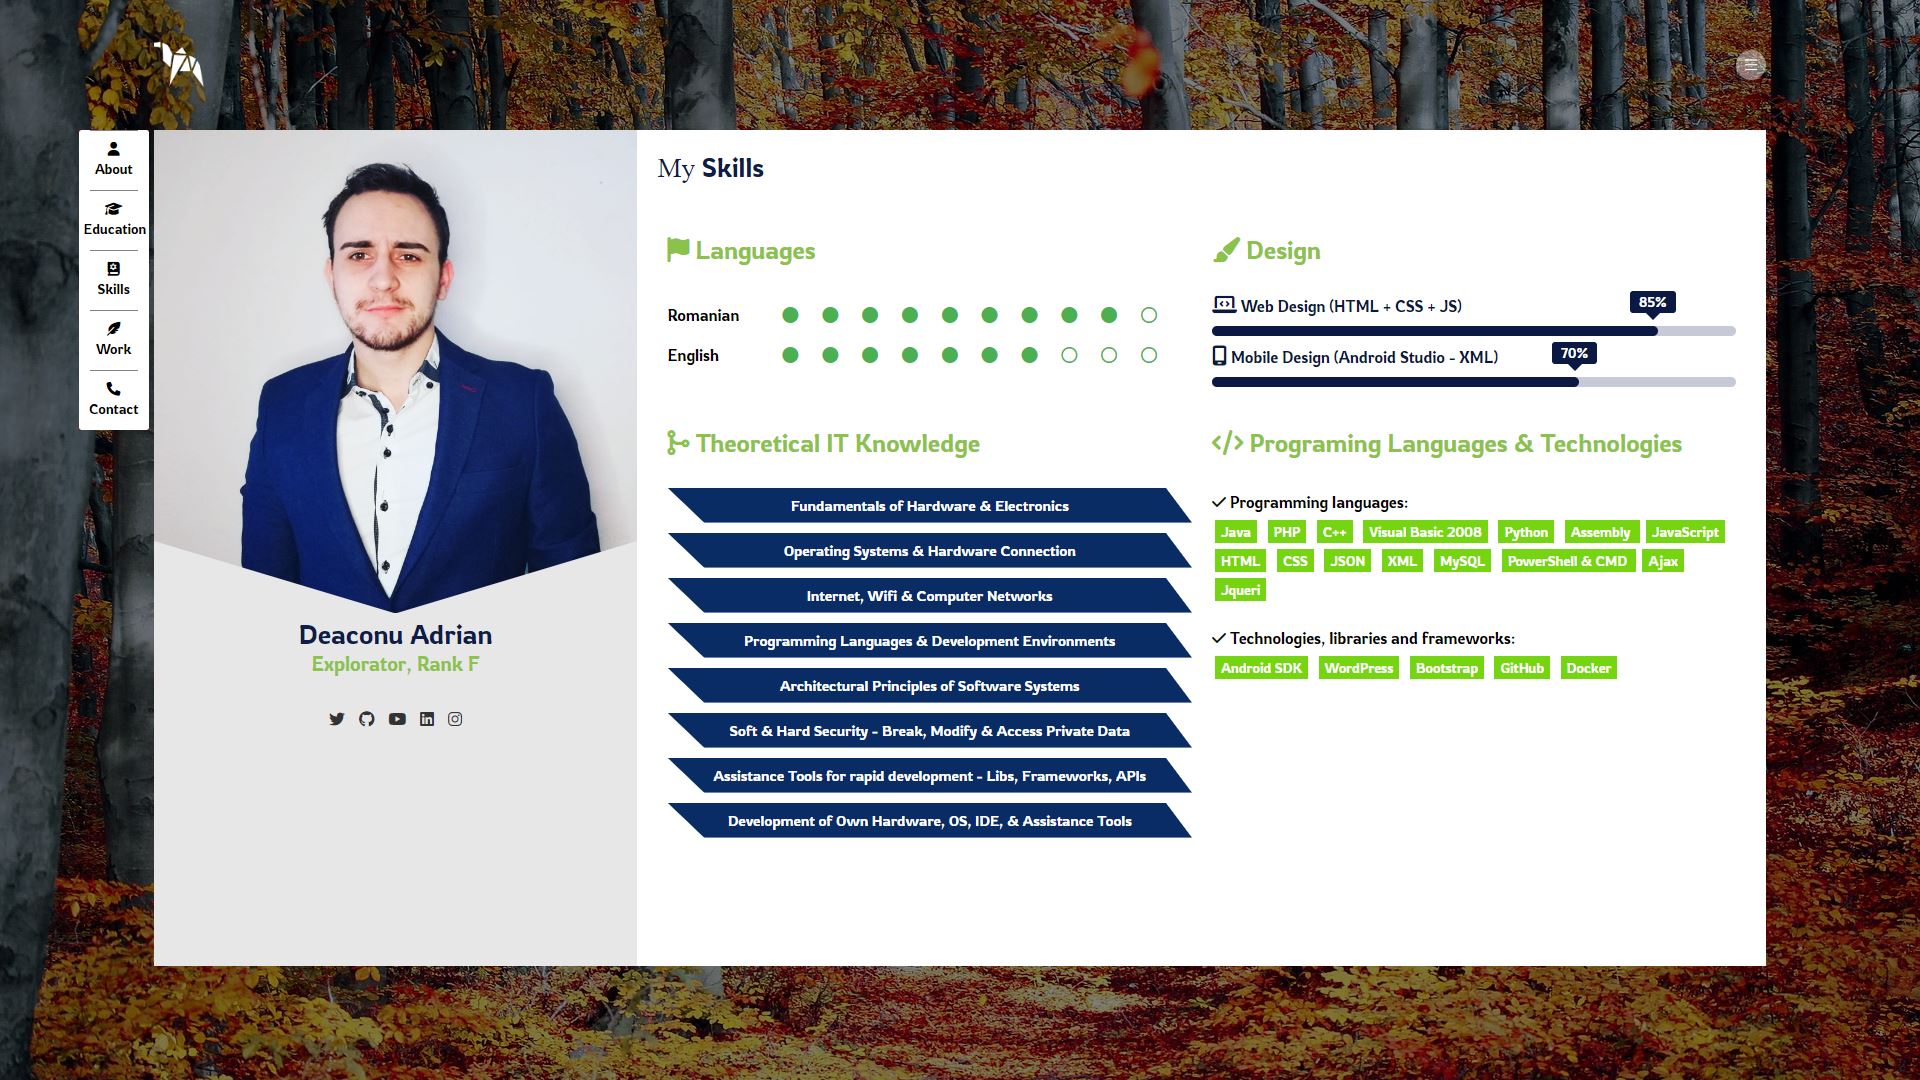 About
Education
Skills
Work
Contact
Deaconu Adrian
Explorator, Rank F
My Skills
Languages
Romanian
English
Theoretical IT Knowledge
Fundamentals of Hardware & Electronics
Operating Systems & Hardware Connection
Internet, Wifi & Computer Networks
Programming Languages & Development Environments
Architectural Principles of Software Systems
Soft & Hard Security - Break, Modify & Access Private Data
Assistance Tools for rapid development - Libs, Frameworks, APIs
Development of Own Hardware, OS, IDE, & Assistance Tools
Design
Web Design (HTML + CSS + JS) 85%
Mobile Design (Android Studio - XML) 70%
Programing Languages & Technologies
Programming languages:
Java PHP C++ Visual Basic 2008 Python Assembly JavaScript
HTML CSS JSON XML MySQL PowerShell & CMD Ajax
Jqueri
Technologies, libraries and frameworks:
Android SDK WordPress Bootstrap GitHub Docker